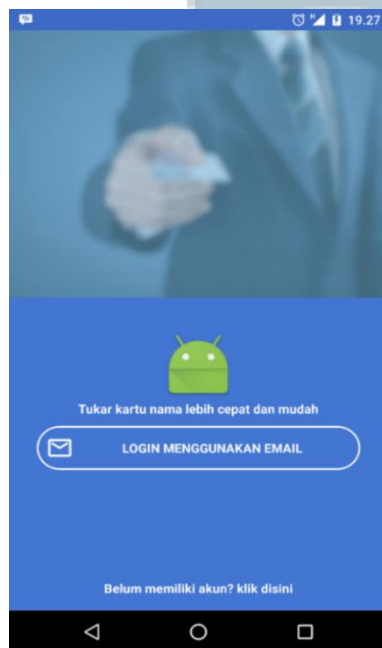 19.27
Tukar kartu nama lebih cepat dan mudah
LOGIN MENGGUNAKAN EMAIL
Belum memiliki akun? klik disini